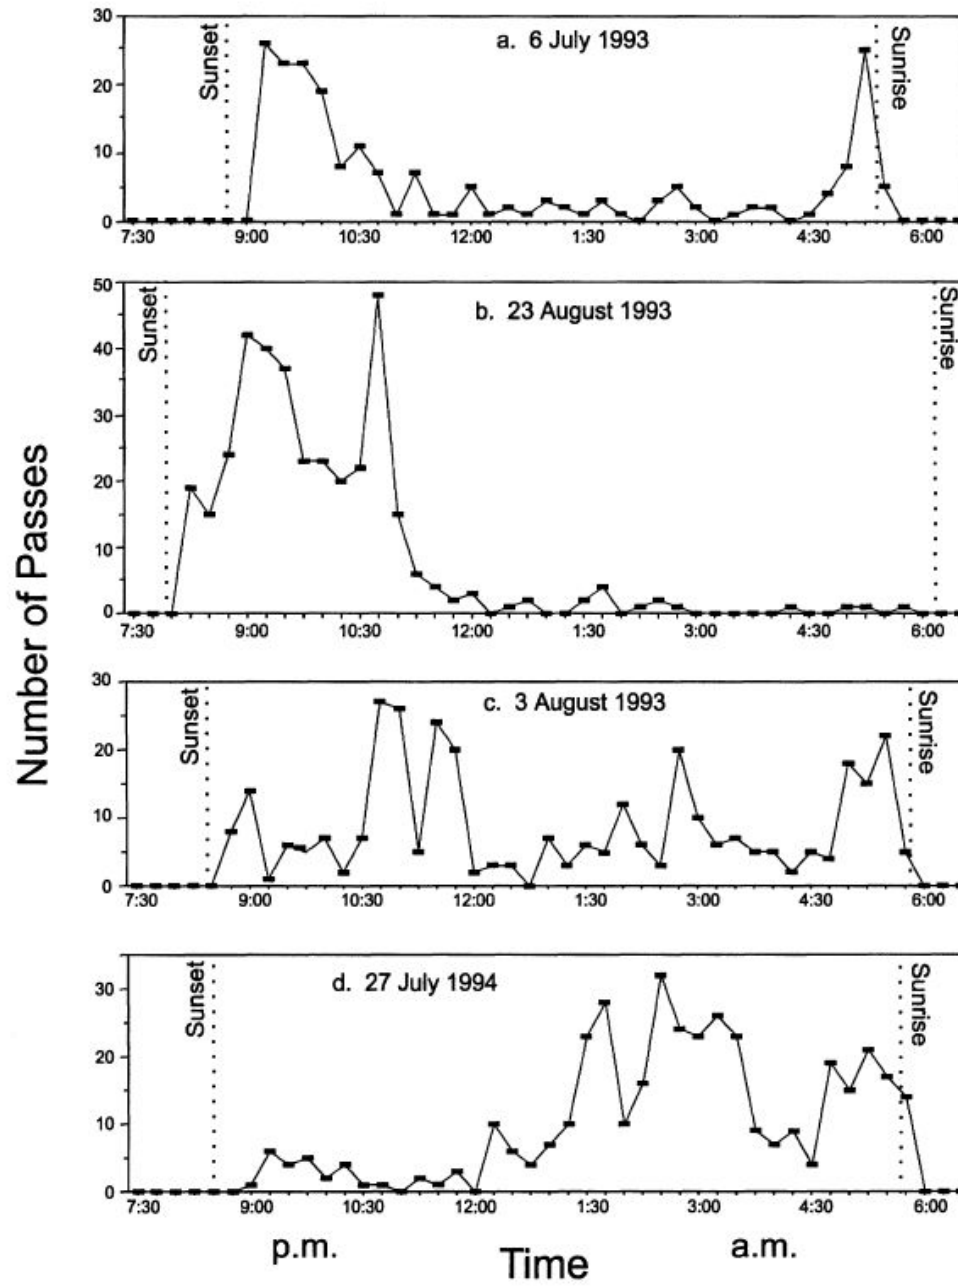 a. 6 July 1993
Sunset
Sunrise
30
20
10
0
7:30 9:00 10:30 12:00 1:30 3:00 4:30 6:00
b. 23 August 1993
Sunset
Sunrise
50
40
30
20
10
0
7:30 9:00 10:30 12:00 1:30 3:00 4:30 6:00
c. 3 August 1993
Sunset
Sunrise
30
20
10
0
7:30 9:00 10:30 12:00 1:30 3:00 4:30 6:00
d. 27 July 1994
Sunset
Sunrise
30
20
10
0
7:30 9:00 10:30 12:00 1:30 3:00 4:30 6:00
Number of Passes
p.m. Time a.m.